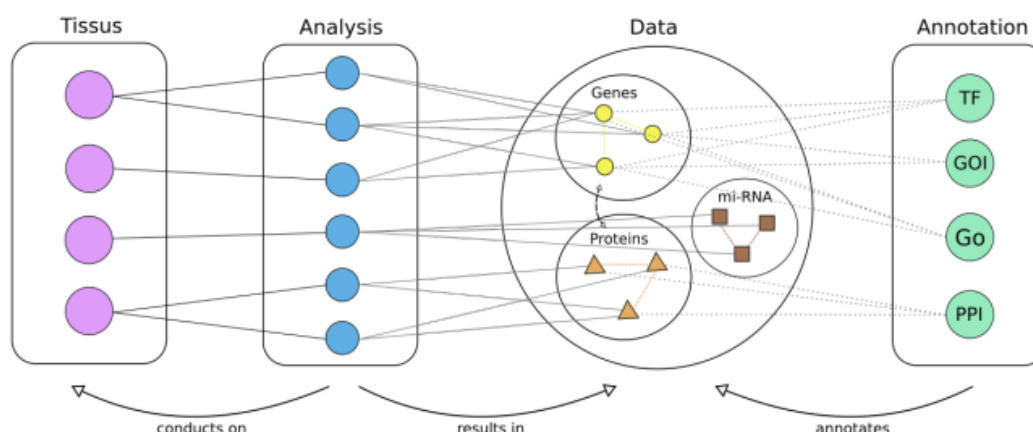 Tissus
Analysis
Data
Annotation
Genes
TF
GOI
mi-RNA
Go
Proteins
PPI
conducts on
results in
annotates